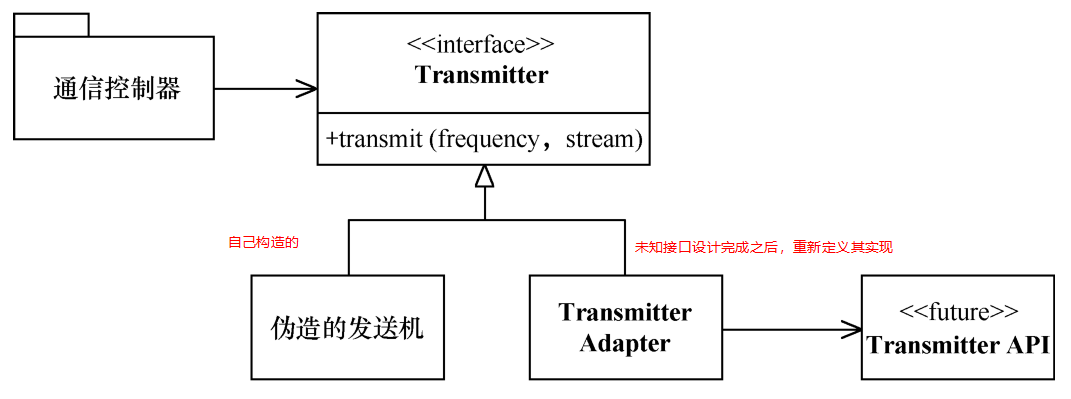 通信控制器
<<interface>>
Transmitter
+transmit (frequency，stream)
自己构造的
未知接口设计完成之后，重新定义其实现
伪造的发送机
Transmitter
Adapter
<<future>>
Transmitter API